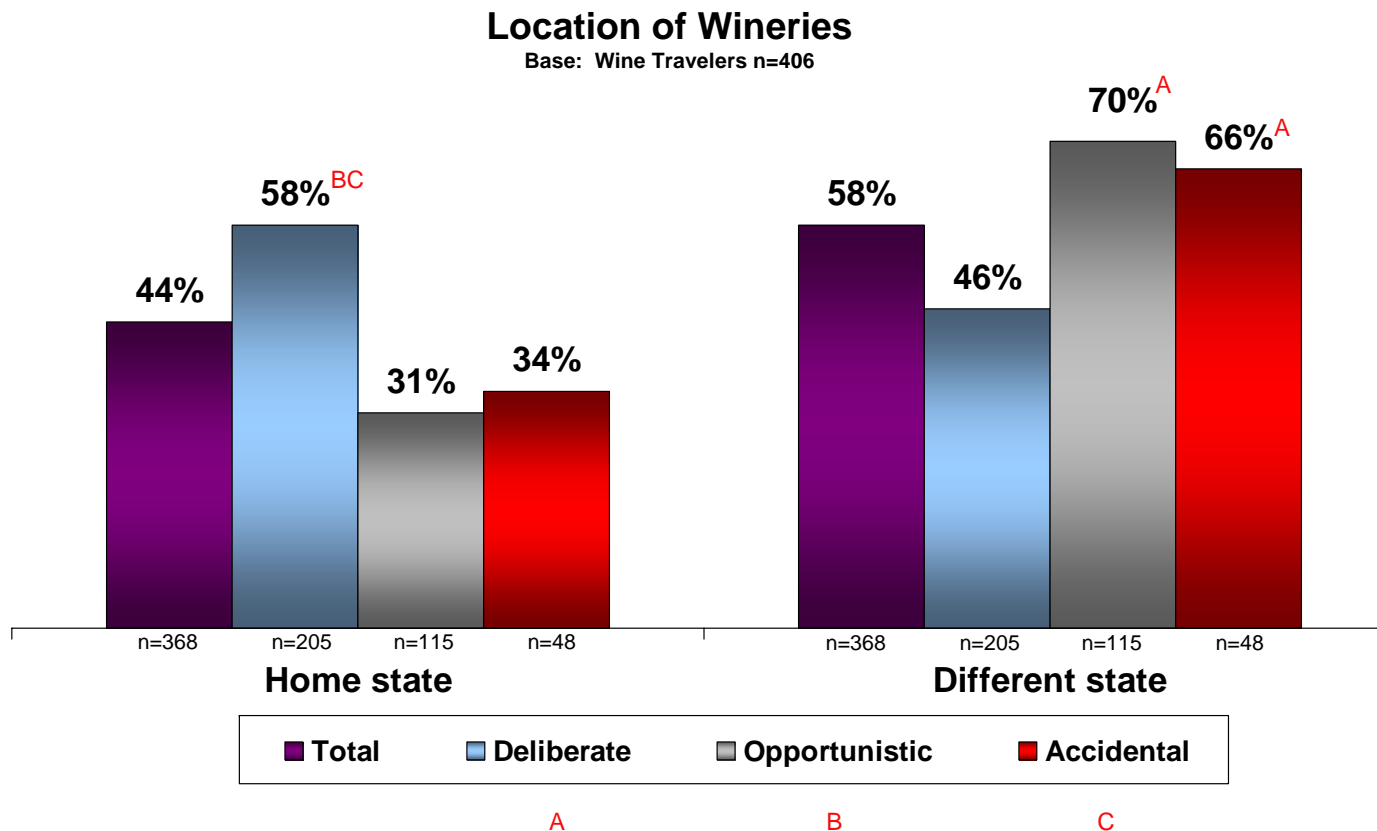 Location of Wineries
Base: Wine Travelers n=406
44%
58%BC
31%
34%
58%
46%
70%A
66%A
n=368
n=205
n=115
n=48
n=368
n=205
n=115
n=48
Home state
Different state
Total
Deliberate
Opportunistic
Accidental
A
B
C